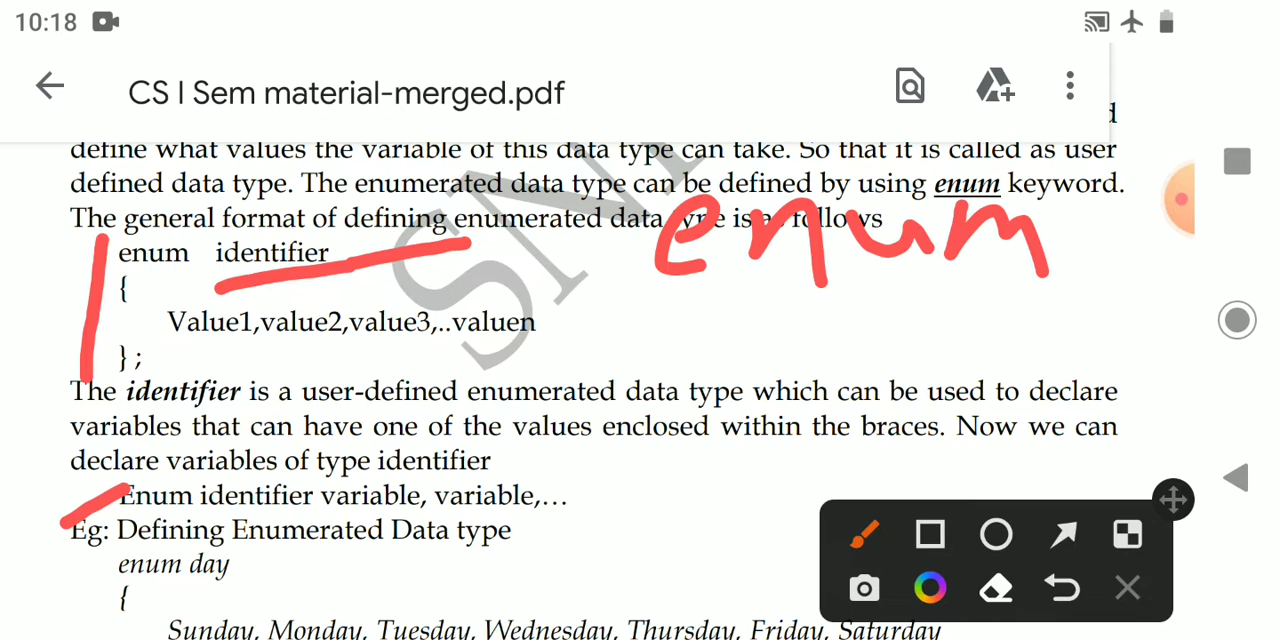 10:18
CS I Sem material-merged.pdf
d
define what values the variable of this data type can take. So that it is called as user
defined data type. The enumerated data type can be defined by using enum keyword.
The general format of defining enumerated data type is as follows
enum
enum identifier
{
Value1,value2,value3,..valuen
} ;
The identifier is a user-defined enumerated data type which can be used to declare
variables that can have one of the values enclosed within the braces. Now we can
declare variables of type identifier
Enum identifier variable, variable,…
Eg: Defining Enumerated Data type
enum day
{
Sunday, Monday, Tuesday, Wednesday, Thursday, Friday, Saturday